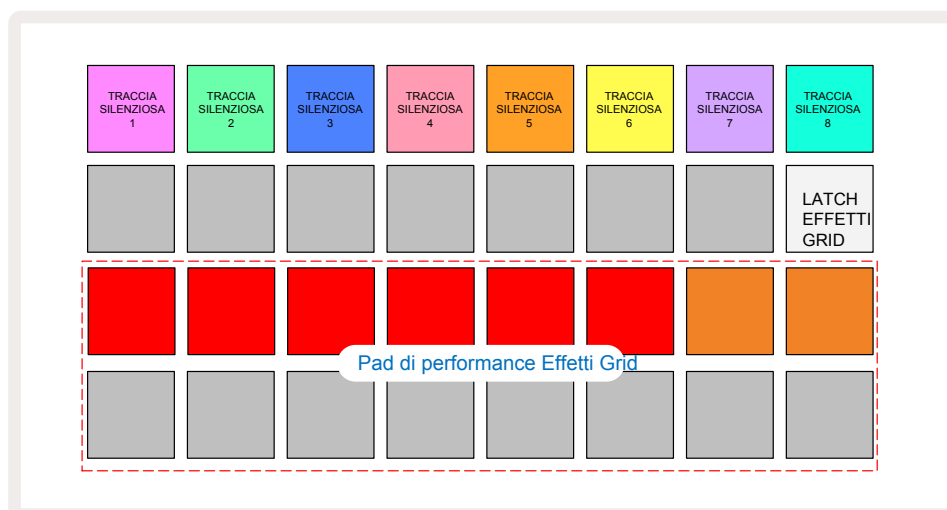 TRACCIA
SILENZIOSA
1
TRACCIA
SILENZIOSA
2
TRACCIA
SILENZIOSA
3
TRACCIA
SILENZIOSA
4
TRACCIA
SILENZIOSA
5
TRACCIA
SILENZIOSA
6
TRACCIA
SILENZIOSA
7
TRACCIA
SILENZIOSA
8
LATCH
EFFETTI
GRID
Pad di performance Effetti Grid